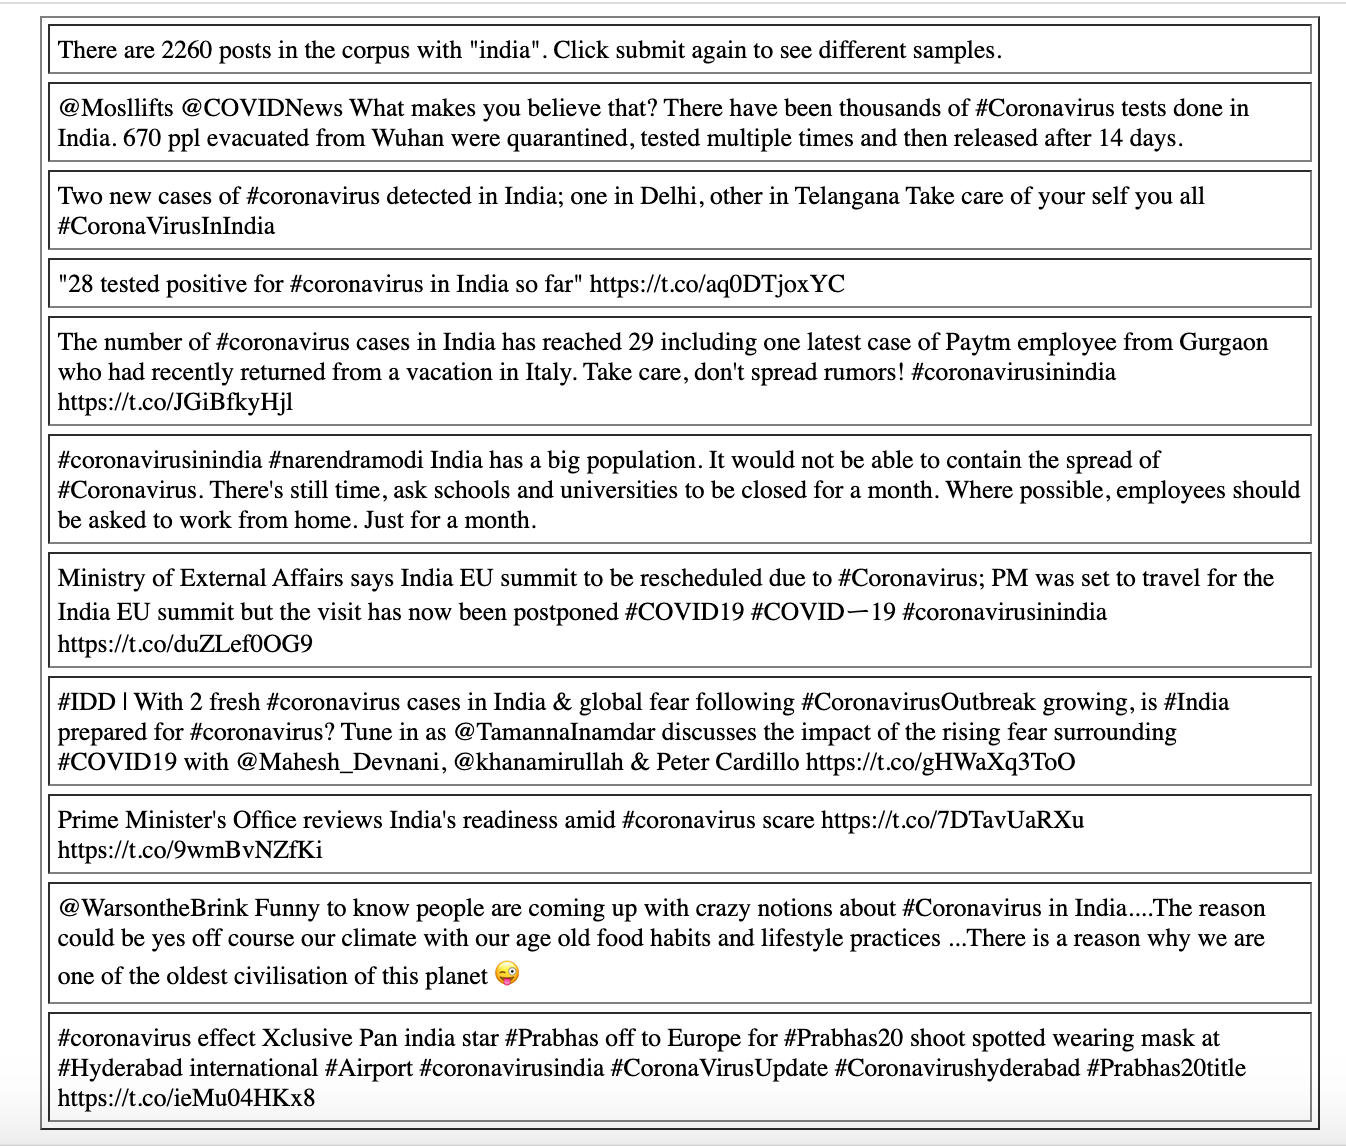 There are 2260 posts in the corpus with "india". Click submit again to see different samples.
@Mosllifts @COVIDNews What makes you believe that? There have been thousands of #Coronavirus tests done in
India. 670 ppl evacuated from Wuhan were quarantined, tested multiple times and then released after 14 days.
Two new cases of #coronavirus detected in India; one in Delhi, other in Telangana Take care of your self you all
#CoronaVirusInIndia
"28 tested positive for #coronavirus in India so far" https://t.co/aq0DTjoxYC
The number of #coronavirus cases in India has reached 29 including one latest case of Paytm employee from Gurgaon
who had recently returned from a vacation in Italy. Take care, don't spread rumors! #coronavirusinindia
https://t.co/JGiBfkyHjl
#coronavirusinindia #narendramodi India has a big population. It would not be able to contain the spread of
#Coronavirus. There's still time, ask schools and universities to be closed for a month. Where possible, employees should
be asked to work from home. Just for a month.
Ministry of External Affairs says India EU summit to be rescheduled due to #Coronavirus; PM was set to travel for the
India EU summit but the visit has now been postponed #COVID19 #COVIDー19 #coronavirusinindia
https://t.co/duZLef0OG9
#IDD | With 2 fresh #coronavirus cases in India & global fear following #CoronavirusOutbreak growing, is #India
prepared for #coronavirus? Tune in as @TamannaInamdar discusses the impact of the rising fear surrounding
#COVID19 with @Mahesh_Devnani, @khanamirullah & Peter Cardillo https://t.co/gHWaXq3ToO
Prime Minister's Office reviews India's readiness amid #coronavirus scare https://t.co/7DTavUaRXu
https://t.co/9wmBvNZfKi
@WarsontheBrink Funny to know people are coming up with crazy notions about #Coronavirus in India....The reason
could be yes off course our climate with our age old food habits and lifestyle practices ...There is a reason why we are
one of the oldest civilisation of this planet 😜
#coronavirus effect Xclusive Pan india star #Prabhas off to Europe for #Prabhas20 shoot spotted wearing mask at
#Hyderabad international #Airport #coronavirusindia #CoronaVirusUpdate #Coronavirushyderabad #Prabhas20title
https://t.co/ieMu04HKx8